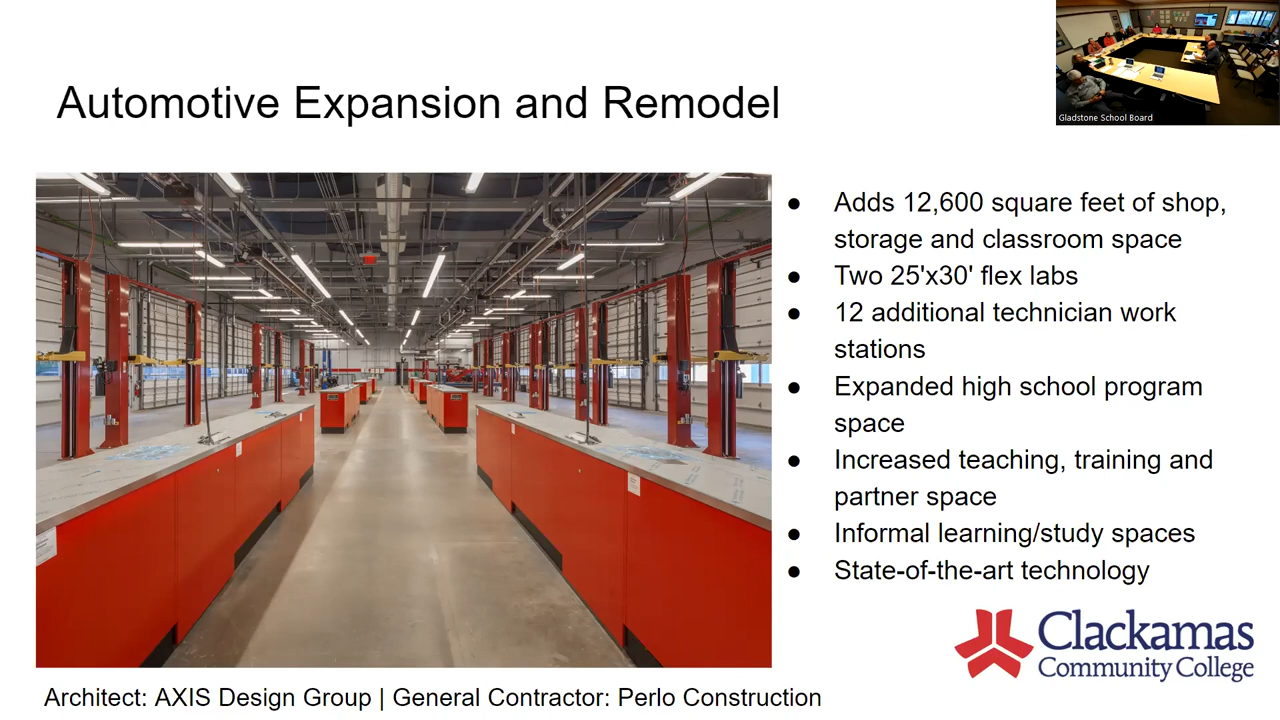 Automotive Expansion and Remodel
Gladstone School Board
● Adds 12,600 square feet of shop,
storage and classroom space
● Two 25'x30' flex labs
● 12 additional technician work
stations
● Expanded high school program
space
● Increased teaching, training and
partner space
● Informal learning/study spaces
● State-of-the-art technology
Clackamas
Community College
Architect: AXIS Design Group | General Contractor: Perlo Construction